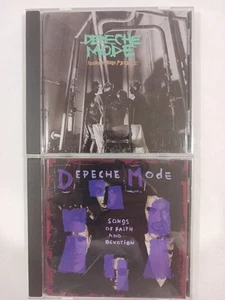 DEPECHE
MODE
DEPECHE MODE
SONGS
OF FAITH
AND
DEVOTION